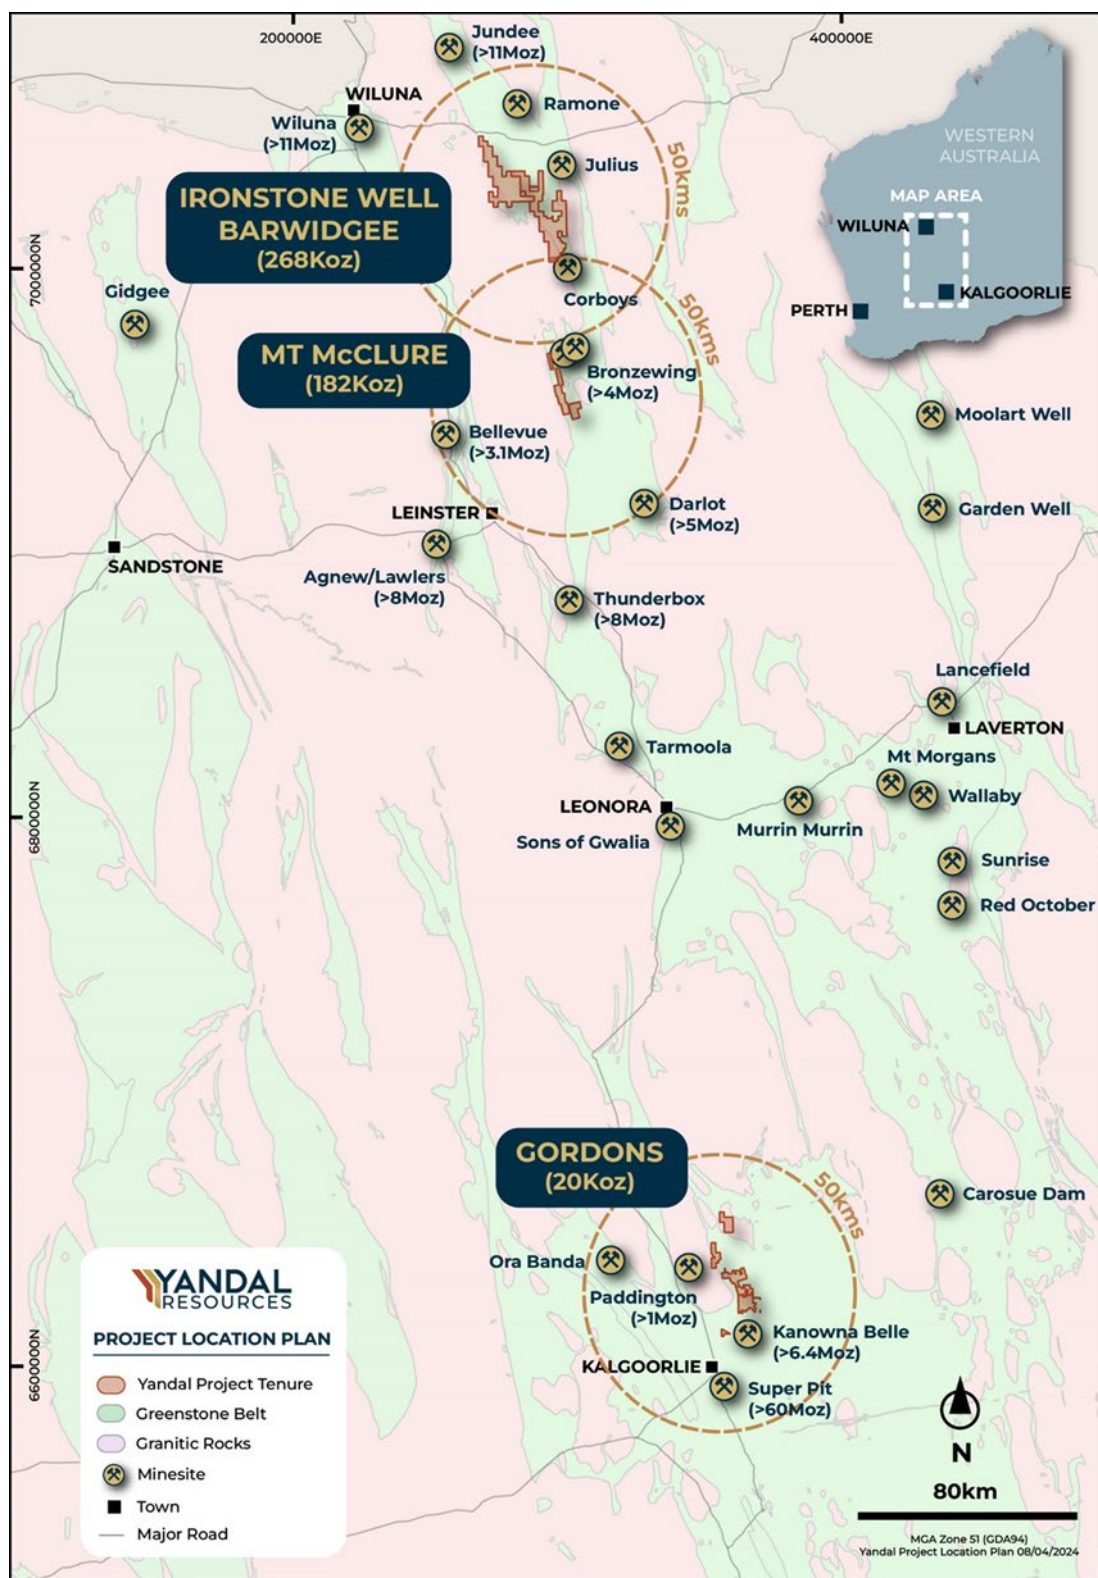 200000E
400000E
Jundee
(>11Moz)
Ramone
WILUNA
Wiluna
(>11Moz)
Julius
50kms
WESTERN
AUSTRALIA
MAP AREA
WILUNA
KALGOORLIE
PERTH
IRONSTONE WELL
BARWIDGEE
(268Koz)
7000000N
Gidgee
Corboys
50kms
MT McCLURE
(182Koz)
Bronzewing
(>4Moz)
Moolart Well
Bellevue
(>3.1Moz)
LEINSTER
Darlot
(>5Moz)
Garden Well
SANDSTONE
Agnew/Lawlers
(>8Moz)
Thunderbox
(>8Moz)
Lancefield
LAVERTON
Tarmoola
Mt Morgans
Wallaby
6800000N
LEONORA
Murrin Murrin
Sons of Gwalia
Sunrise
Red October
GORDONS
(20Koz)
50kms
Carosue Dam
Ora Banda
Paddington
(>1Moz)
Kanowna Belle
(>6.4Moz)
6600000N
KALGOORLIE
Super Pit
(>60Moz)
YANDAL
RESOURCES
PROJECT LOCATION PLAN
Yandal Project Tenure
Greenstone Belt
Granitic Rocks
Minesite
Town
Major Road
N
80km
MGA Zone 51 (GDA94)
Yandal Project Location Plan 08/04/2024